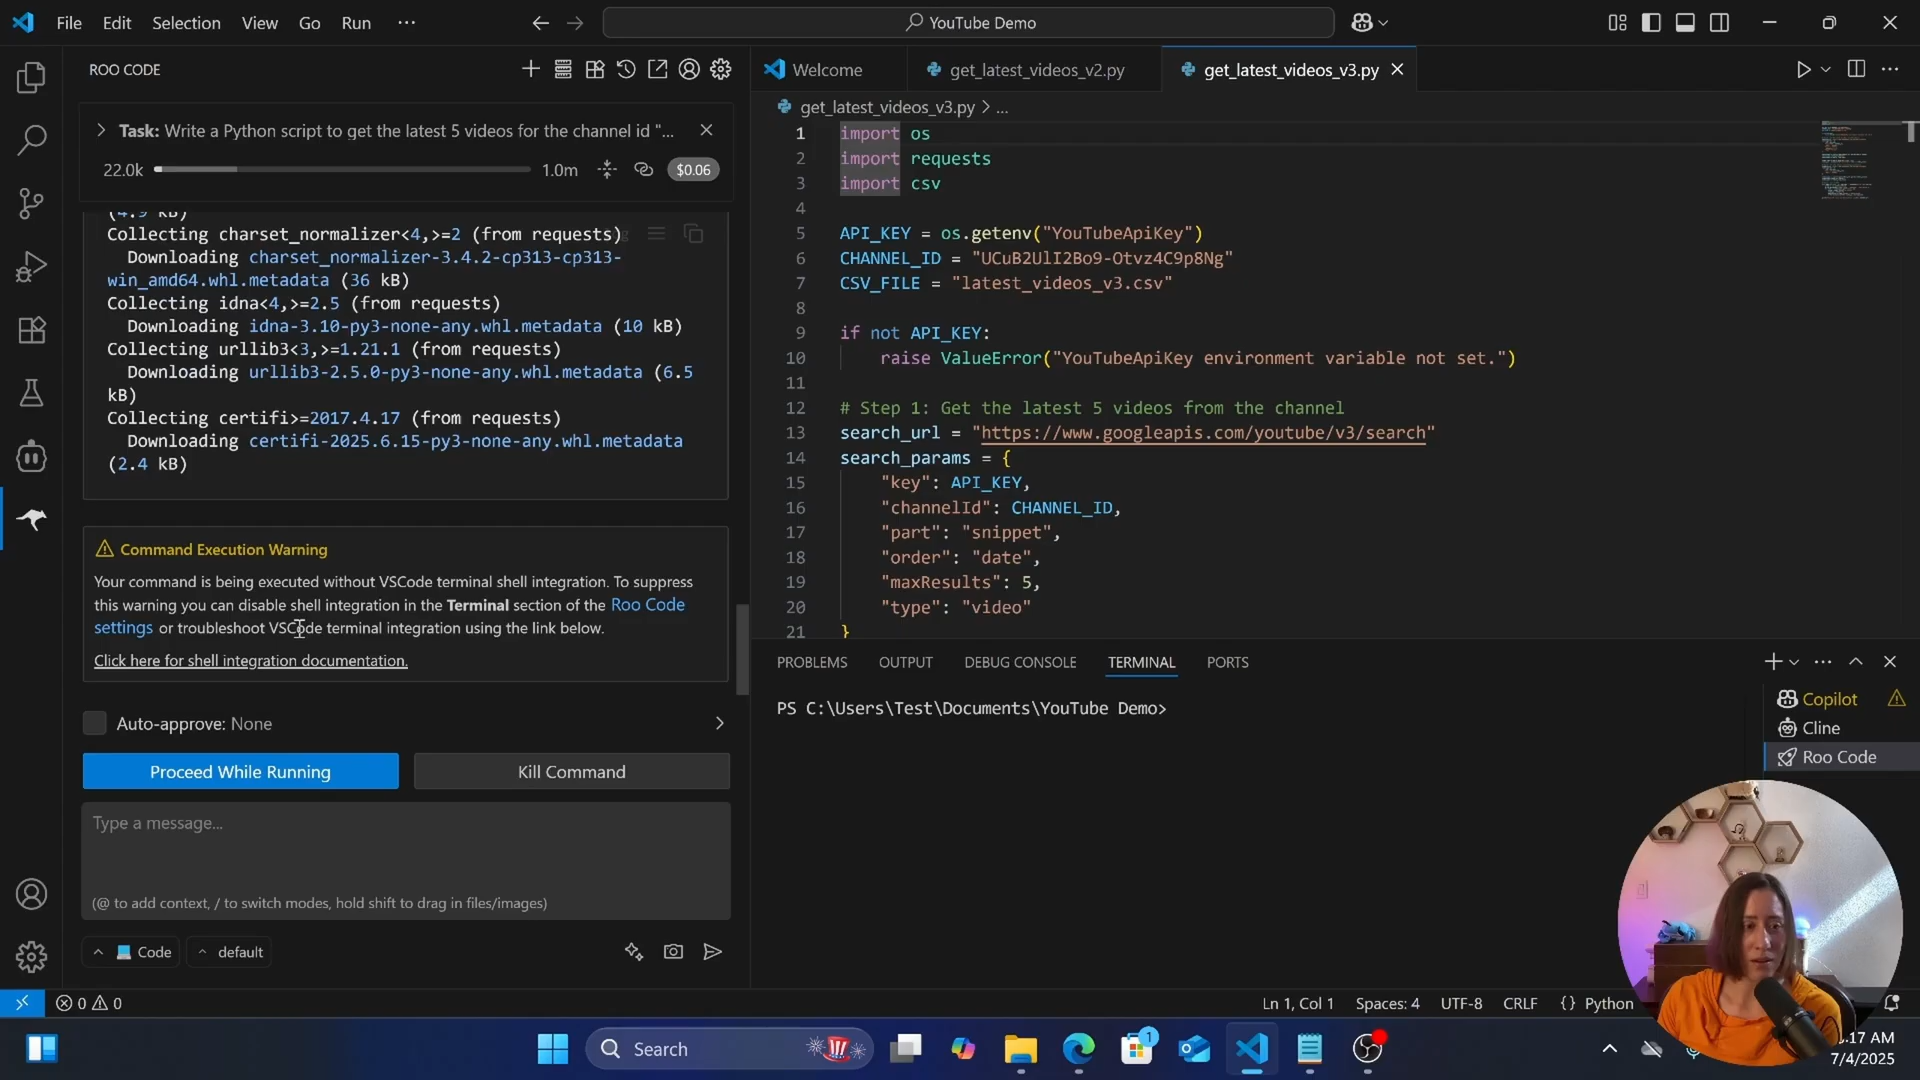 File Edit Selection View Go Run ...
YouTube Demo
ROO CODE
Task: Write a Python script to get the latest 5 videos for the channel id "...
22.0k 1.0m $0.06
Collecting charset_normalizer<4,>=2 (from requests)
Downloading charset_normalizer-3.4.2-cp313-cp313-
win_amd64.whl.metadata (36 kB)
Collecting idna<4,>=2.5 (from requests)
Downloading idna-3.10-py3-none-any.whl.metadata (10 kB)
Collecting urllib3<3,>=1.21.1 (from requests)
Downloading urllib3-2.5.0-py3-none-any.whl.metadata (6.5
kB)
Collecting certifi>=2017.4.17 (from requests)
Downloading certifi-2025.6.15-py3-none-any.whl.metadata
(2.4 kB)
Command Execution Warning
Your command is being executed without VSCode terminal shell integration. To suppress
this warning you can disable shell integration in the Terminal section of the Roo Code
settings or troubleshoot VSCode terminal integration using the link below.
Click here for shell integration documentation.
Auto-approve: None
Proceed While Running Kill Command
Type a message...
(@ to add context, / to switch modes, hold shift to drag in files/images)
Code default
Welcome get_latest_videos_v2.py get_latest_videos_v3.py
get_latest_videos_v3.py > ...
1 import os
2 import requests
3 import csv
4
5 API_KEY = os.getenv("YouTubeApiKey")
6 CHANNEL_ID = "UCuB2UlI2Bo9-Otvz4C9p8Ng"
7 CSV_FILE = "latest_videos_v3.csv"
8
9 if not API_KEY:
10 raise ValueError("YouTubeApiKey environment variable not set.")
11
12 # Step 1: Get the latest 5 videos from the channel
13 search_url = "https://www.googleapis.com/youtube/v3/search"
14 search_params = {
15 "key": API_KEY,
16 "channelId": CHANNEL_ID,
17 "part": "snippet",
18 "order": "date",
19 "maxResults": 5,
20 "type": "video"
21 }
PROBLEMS OUTPUT DEBUG CONSOLE TERMINAL PORTS
PS C:\Users\Test\Documents\YouTube Demo>
Copilot
Cline
Roo Code
0 0
Ln 1, Col 1 Spaces: 4 UTF-8 CRLF {} Python
Search
1
:17 AM
7/4/2025